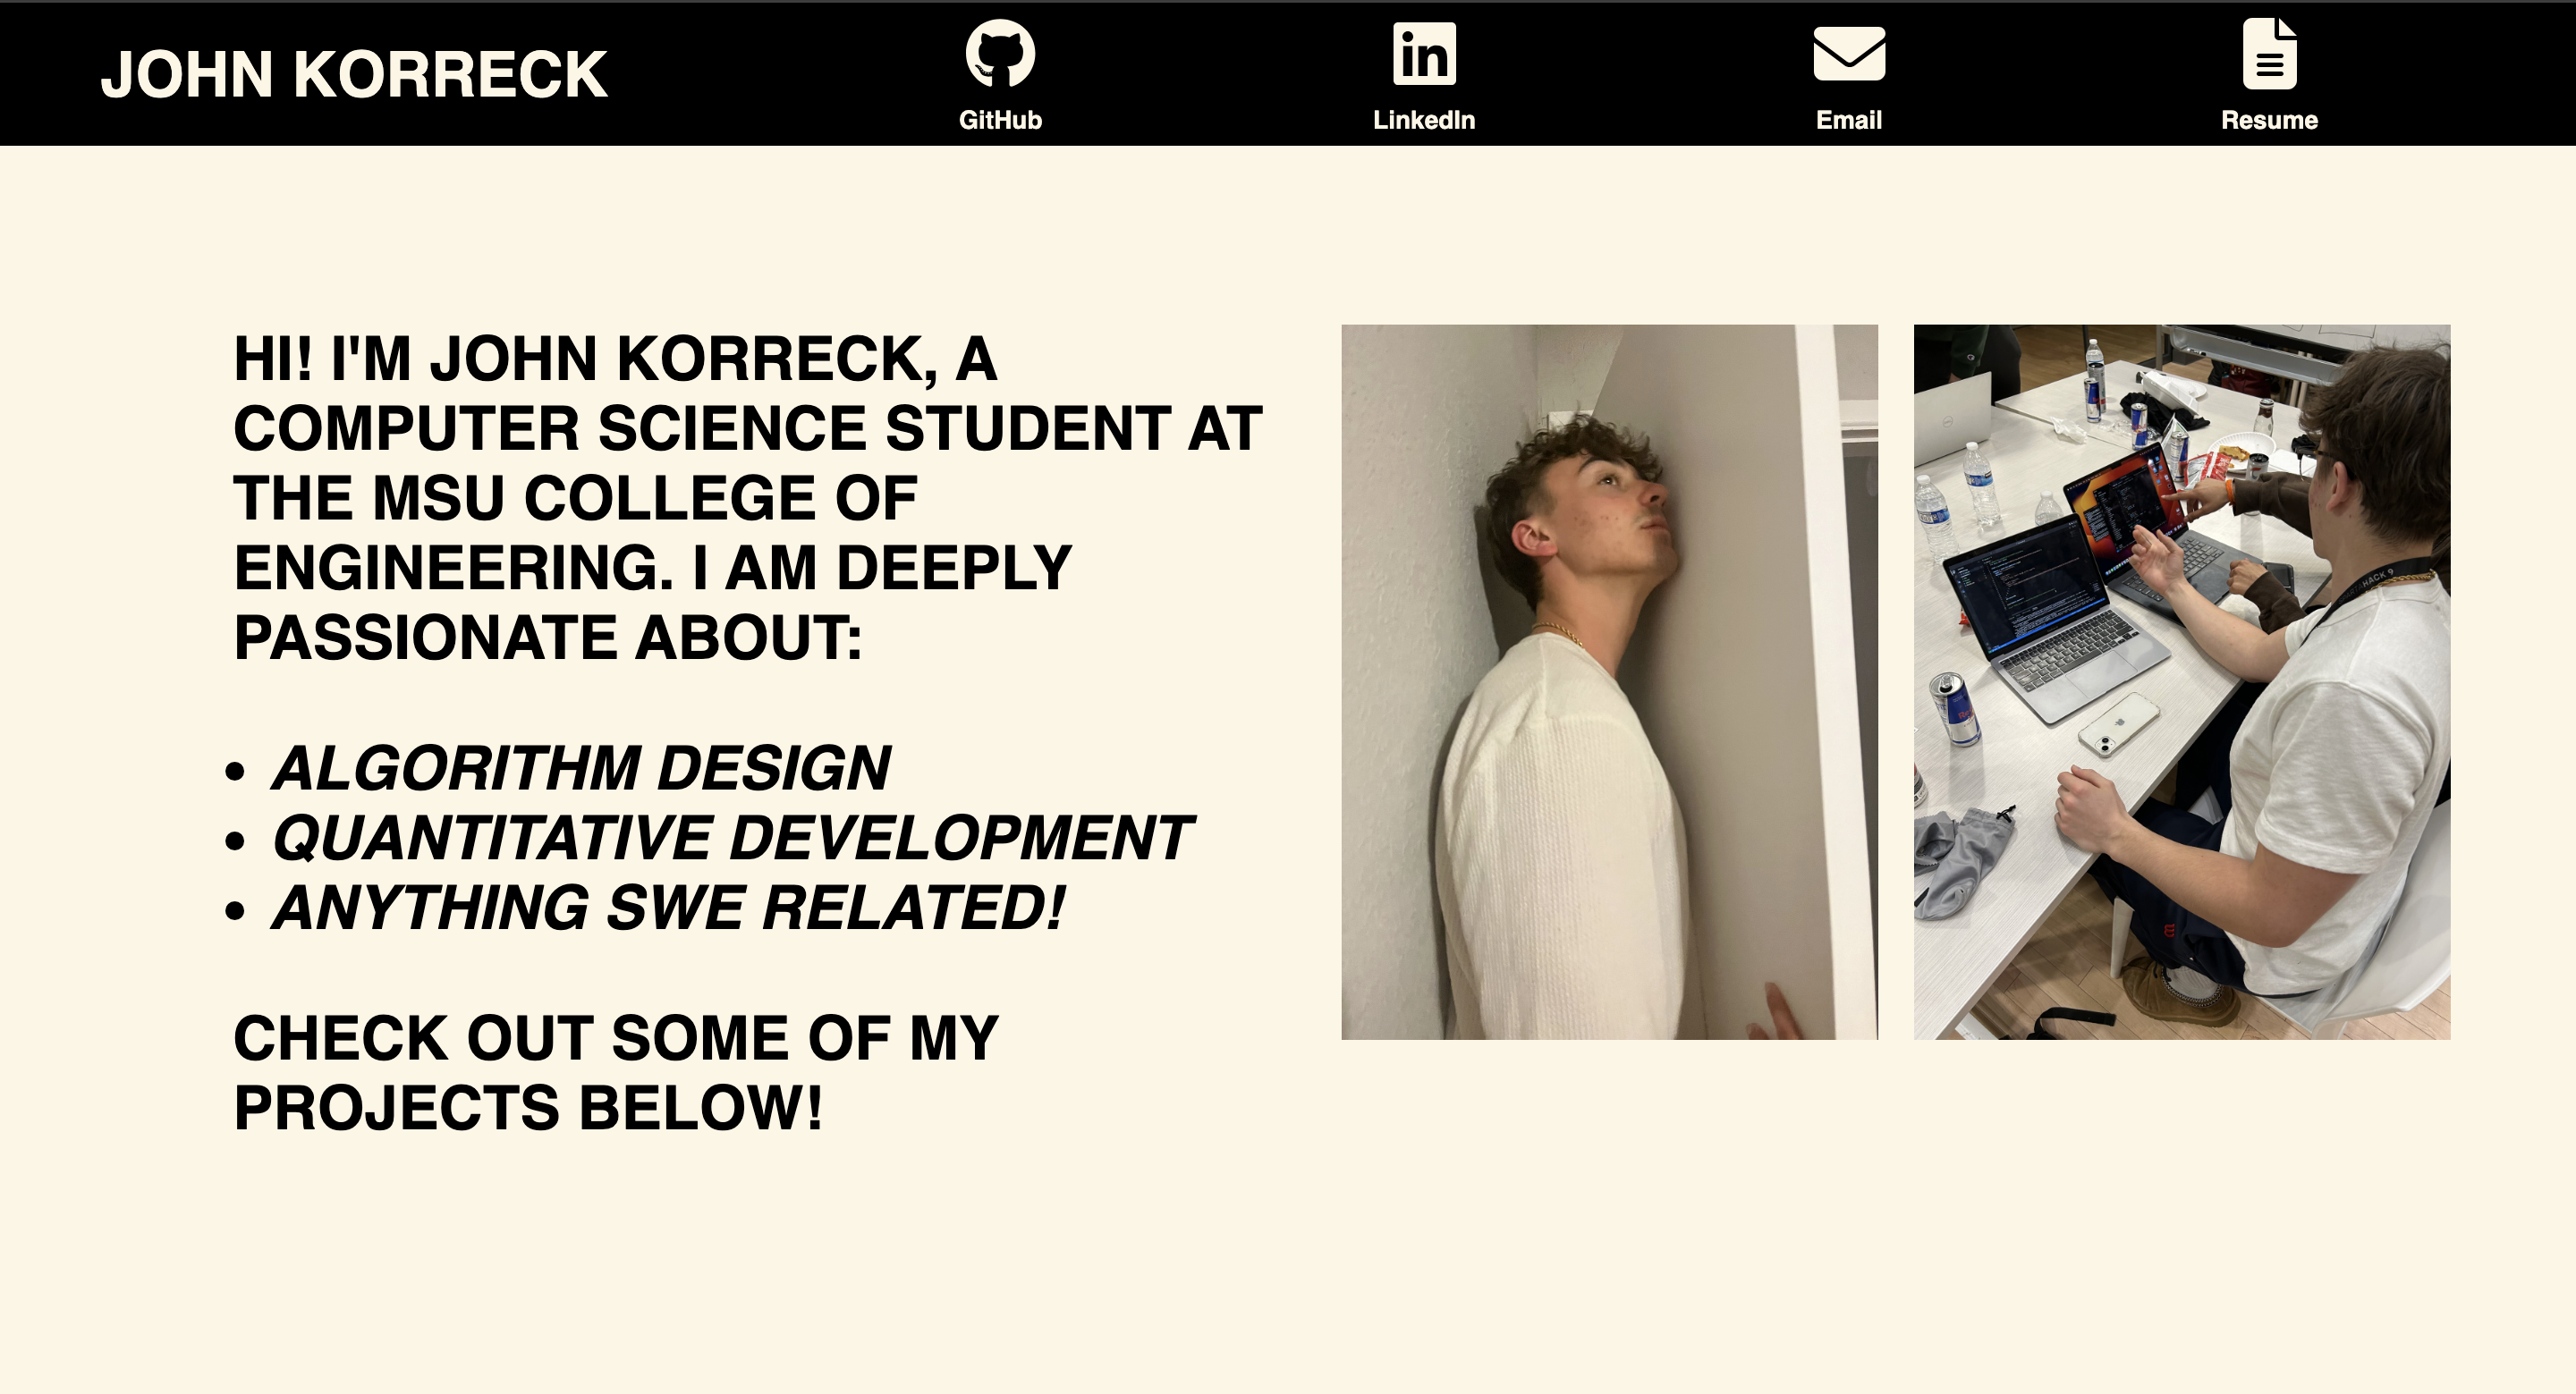 JOHN KORRECK
GitHub
LinkedIn
Email
Resume
HI! I'M JOHN KORRECK, A
COMPUTER SCIENCE STUDENT AT
THE MSU COLLEGE OF
ENGINEERING. I AM DEEPLY
PASSIONATE ABOUT:
• ALGORITHM DESIGN
• QUANTITATIVE DEVELOPMENT
• ANYTHING SWE RELATED!
CHECK OUT SOME OF MY
PROJECTS BELOW!